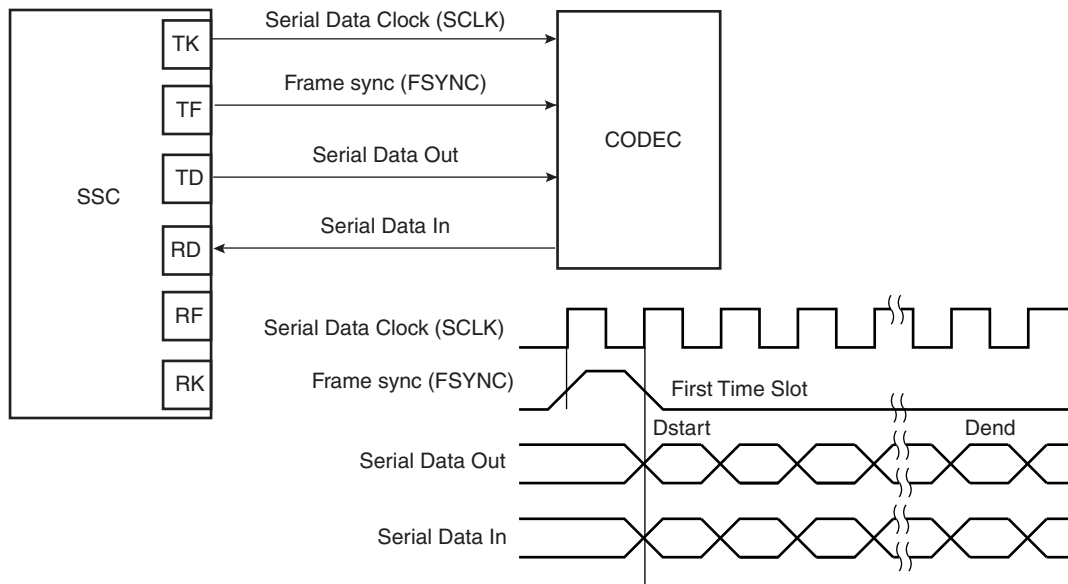 SSC
TK
TF
TD
RD
RF
RK
Serial Data Clock (SCLK)
Frame sync (FSYNC)
Serial Data Out
Serial Data In
CODEC
Serial Data Clock (SCLK)
Frame sync (FSYNC)
First Time Slot
Dstart
Dend
Serial Data Out
Serial Data In